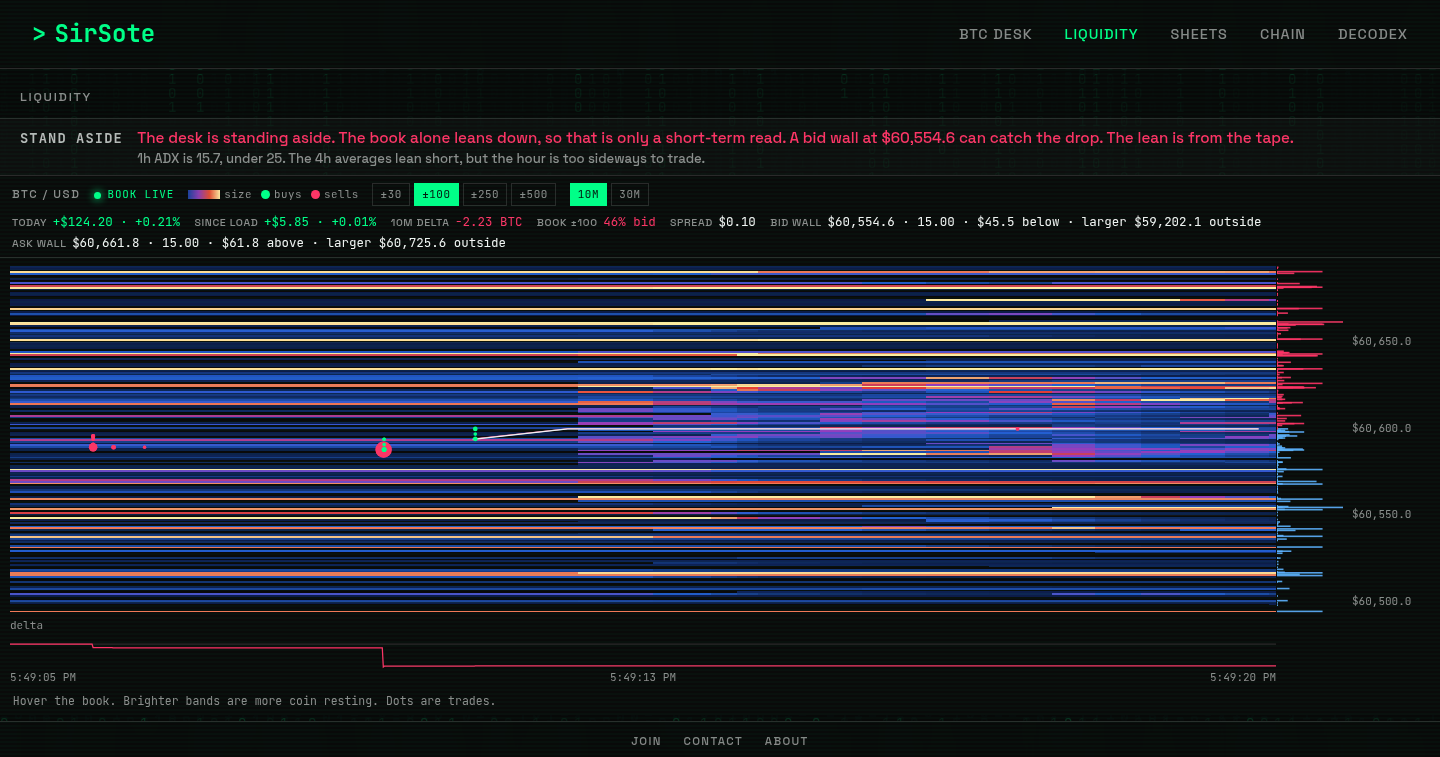 > SirSote
BTC DESK LIQUIDITY SHEETS CHAIN DECODEX
LIQUIDITY
STAND ASIDE The desk is standing aside. The book alone leans down, so that is only a short-term read. A bid wall at $60,554.6 can catch the drop. The lean is from the tape.
1h ADX is 15.7, under 25. The 4h averages lean short, but the hour is too sideways to trade.
BTC / USD BOOK LIVE size buys sells ±30 ±100 ±250 ±500 10M 30M
TODAY +$124.20 · +0.21% SINCE LOAD +$5.85 · +0.01% 10M DELTA -2.23 BTC BOOK ±100 46% bid SPREAD $0.10 BID WALL $60,554.6 · 15.00 · $45.5 below · larger $59,202.1 outside
ASK WALL $60,661.8 · 15.00 · $61.8 above · larger $60,725.6 outside
$60,650.0
$60,600.0
$60,550.0
$60,500.0
delta
5:49:05 PM 5:49:13 PM 5:49:20 PM
Hover the book. Brighter bands are more coin resting. Dots are trades.
JOIN CONTACT ABOUT